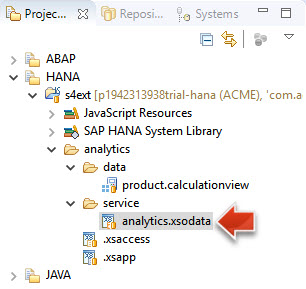 Projec...
Reposi...
Systems
ABAP
HANA
s4ext [p1942313938trial-hana (ACME), 'com.a
JavaScript Resources
SAP HANA System Library
analytics
data
product.calculationview
service
analytics.xsodata
.xsaccess
.xsapp
JAVA